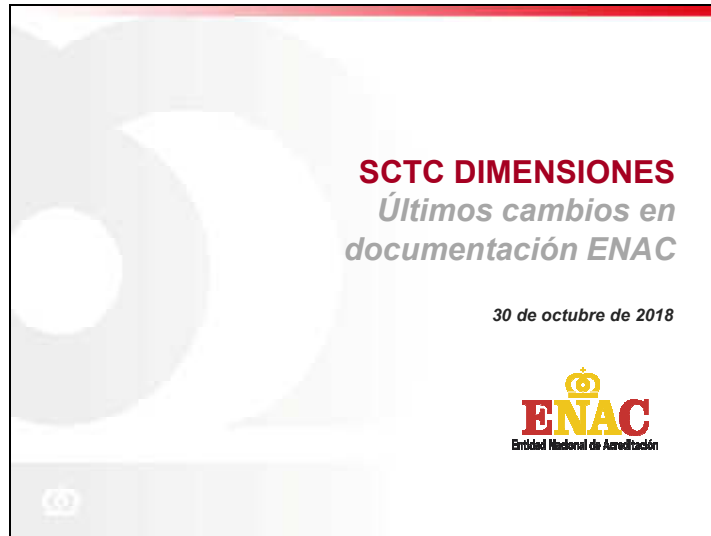 SCTC DIMENSIONES
Últimos cambios en
documentación ENAC
30 de octubre de 2018
ENAC
Entidad Nacional de Acreditación